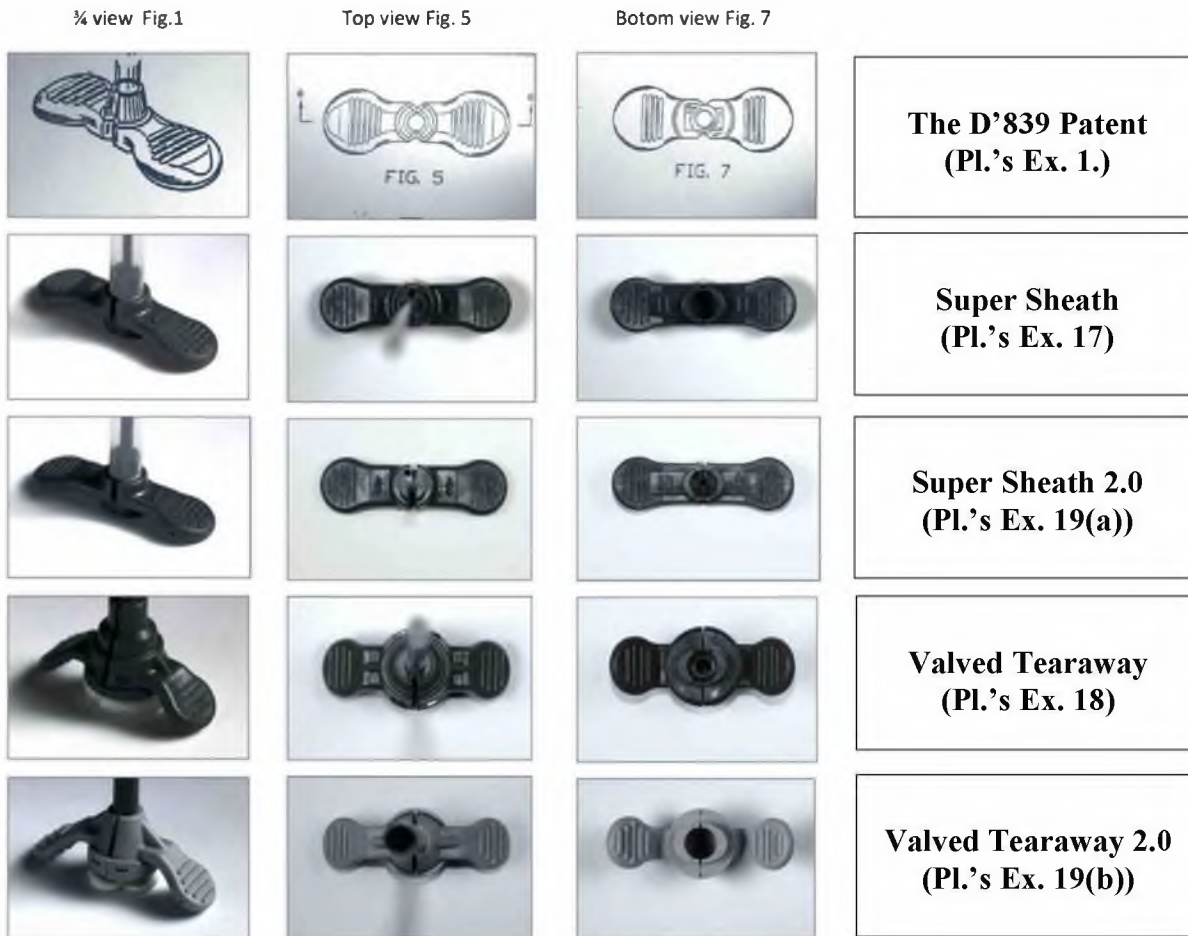 ¾ view Fig.1
Top view Fig. 5
Botom view Fig. 7
FIG. 5
FIG. 7
The D’839 Patent
(Pl.’s Ex. 1.)
Super Sheath
(Pl.’s Ex. 17)
Super Sheath 2.0
(Pl.’s Ex. 19(a))
Valved Tearaway
(Pl.’s Ex. 18)
Valved Tearaway 2.0
(Pl.’s Ex. 19(b))